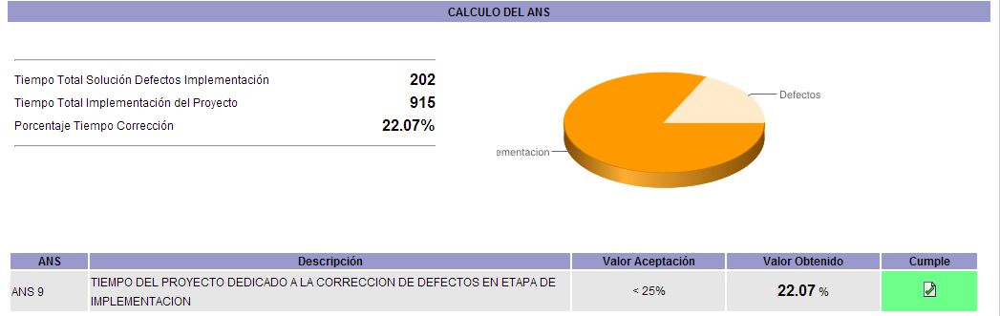 CALCULO DEL ANS
Tiempo Total Solución Defectos Implementación 202
Tiempo Total Implementación del Proyecto 915
Porcentaje Tiempo Corrección 22.07%
Defectos
ementacion
ANS Descripción Valor Aceptación Valor Obtenido Cumple
ANS 9 TIEMPO DEL PROYECTO DEDICADO A LA CORRECCION DE DEFECTOS EN ETAPA DE
IMPLEMENTACION < 25% 22.07 %